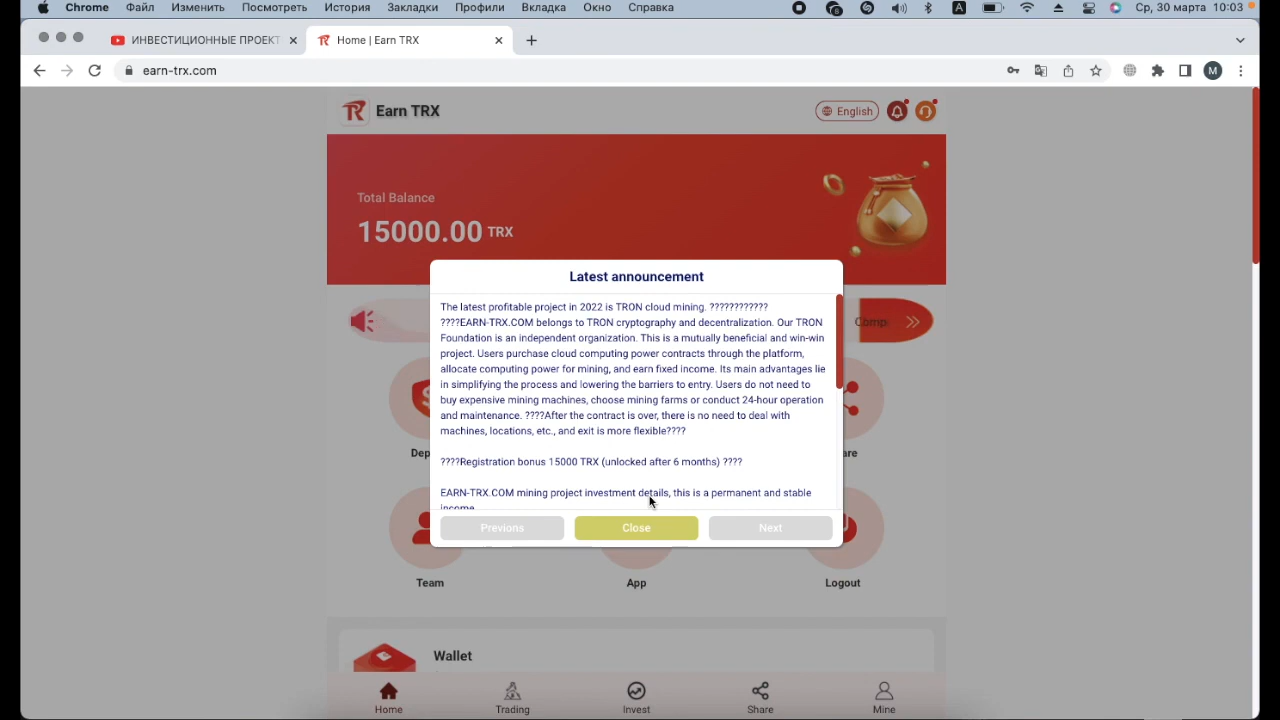 Chrome Файл Изменить Посмотреть История Закладки Профили Вкладка Окно Справка A Ср, 30 марта 10:03
ИНВЕСТИЦИОННЫЕ ПРОЕКТ Home | Earn TRX
earn-trx.com M
Earn TRX English
Total Balance
15000.00 TRX
Latest announcement
The latest profitable project in 2022 is TRON cloud mining. ????????????
????EARN-TRX.COM belongs to TRON cryptography and decentralization. Our TRON
Foundation is an independent organization. This is a mutually beneficial and win-win
project. Users purchase cloud computing power contracts through the platform,
allocate computing power for mining, and earn fixed income. Its main advantages lie
in simplifying the process and lowering the barriers to entry. Users do not need to
buy expensive mining machines, choose mining farms or conduct 24-hour operation
and maintenance. ????After the contract is over, there is no need to deal with
machines, locations, etc., and exit is more flexible????
????Registration bonus 15000 TRX (unlocked after 6 months) ????
EARN-TRX.COM mining project investment details, this is a permanent and stable
income
Previons Close Next
Comp
Dep are
Team App Logout
Wallet
Home Trading Invest Share Mine